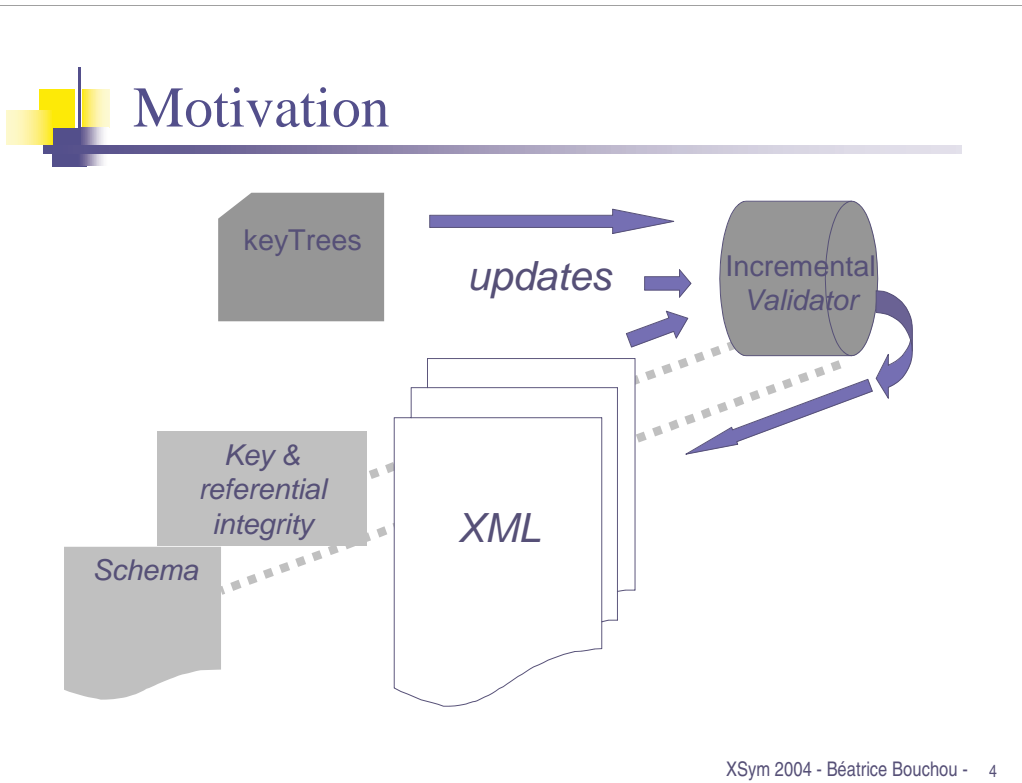 Motivation
keyTrees
updates
Incremental
Validator
Key &
referential
integrity
XML
Schema
XSym 2004 - Béatrice Bouchou - 4